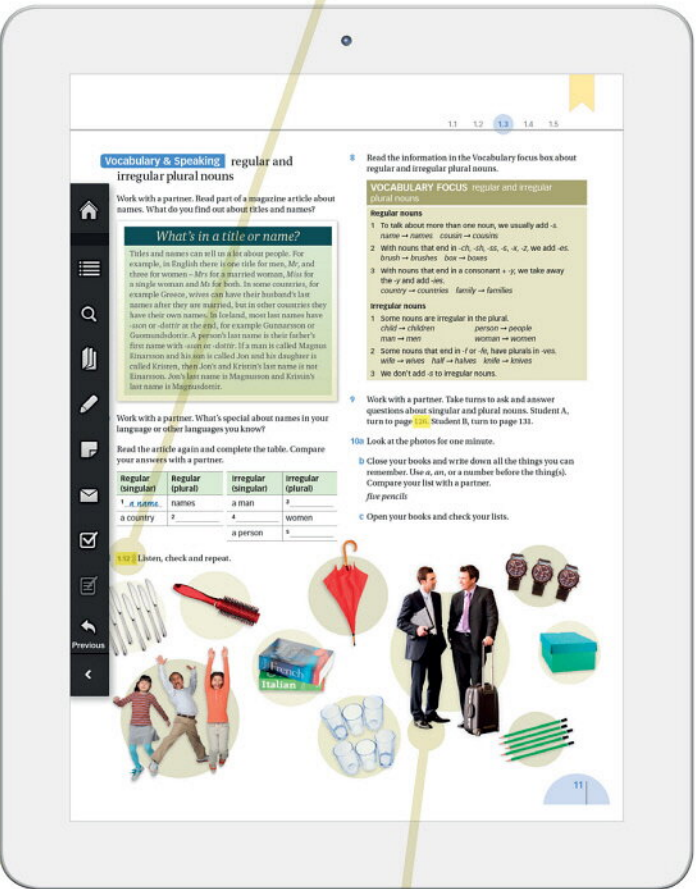 1.1 1.2 1.3 1.4 1.5
Vocabulary & Speaking regular and
irregular plural nouns
Work with a partner. Read part of a magazine article about
names. What do you find out about titles and names?
What's in a title or name?
Titles and names can tell us a lot about people. For
example, in English there is one title for men, Mr, and
three for women – Mrs for a married woman, Miss for
a single woman and Ms for both. In some countries, for
example Greece, wives can have their husband's last
names after they are married, but in other countries they
have their own names. In Iceland, most last names have
-sson or -dottir at the end, for example Gunnarsson or
Guðmundsdottir. A person's last name is their father's
first name with -sson or -dottir. If a man is called Magnus
Einarsson and his son is called Jon and his daughter is
called Kristen, then Jon's and Kristin's last name is not
Einarsson. Jon's last name is Magnusson and Kristin's
last name is Magnusdottir.
Work with a partner. What's special about names in your
language or other languages you know?
Read the article again and complete the table. Compare
your answers with a partner.
Regular Regular Irregular Irregular
(singular) (plural) (singular) (plural)
1 a name names a man 3
a country 2 4 women
a person 5
1.12 Listen, check and repeat.
8 Read the information in the Vocabulary focus box about
regular and irregular plural nouns.
VOCABULARY FOCUS regular and irregular
plural nouns
Regular nouns
1 To talk about more than one noun, we usually add -s.
name → names cousin → cousins
2 With nouns that end in -ch, -sh, -ss, -s, -x, -z, we add -es.
brush → brushes box → boxes
3 With nouns that end in a consonant + -y, we take away
the -y and add -ies.
country → countries family → families
Irregular nouns
1 Some nouns are irregular in the plural.
child → children person → people
man → men woman → women
2 Some nouns that end in -f or -fe, have plurals in -ves.
wife → wives half → halves knife → knives
3 We don't add -s to irregular nouns.
9 Work with a partner. Take turns to ask and answer
questions about singular and plural nouns. Student A,
turn to page 126. Student B, turn to page 131.
10a Look at the photos for one minute.
b Close your books and write down all the things you can
remember. Use a, an, or a number before the thing(s).
Compare your list with a partner.
five pencils
c Open your books and check your lists.
Previous
French
Italian
11